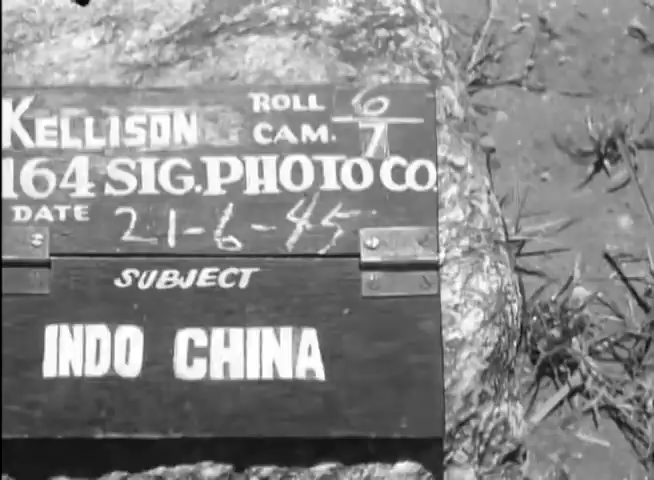 KELLISON ROLL 6
CAM. 7
164 SIG. PHOTO CO.
DATE 21-6-45
SUBJECT
INDO CHINA